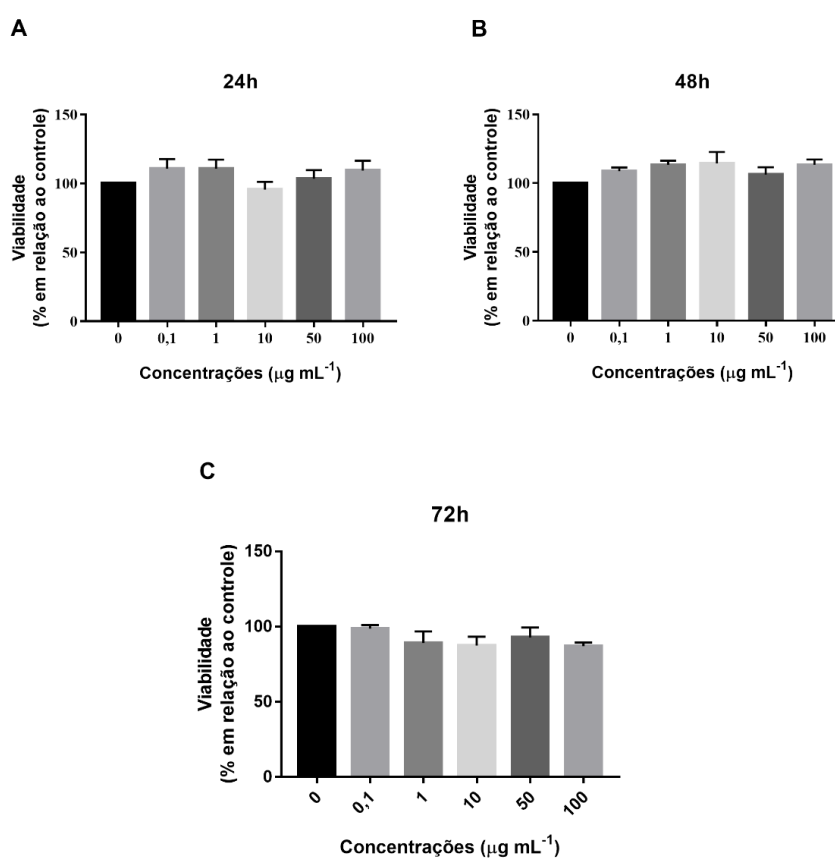 A
24h
Viabilidade
(% em relação ao controle)
150
100
50
0
0 0,1 1 10 50 100
Concentrações (μg mL-1)
B
48h
Viabilidade
(% em relação ao controle)
150
100
50
0
0 0,1 1 10 50 100
Concentrações (μg mL-1)
C
72h
Viabilidade
(% em relação ao controle)
150
100
50
0
0 0,1 1 10 50 100
Concentrações (μg mL-1)